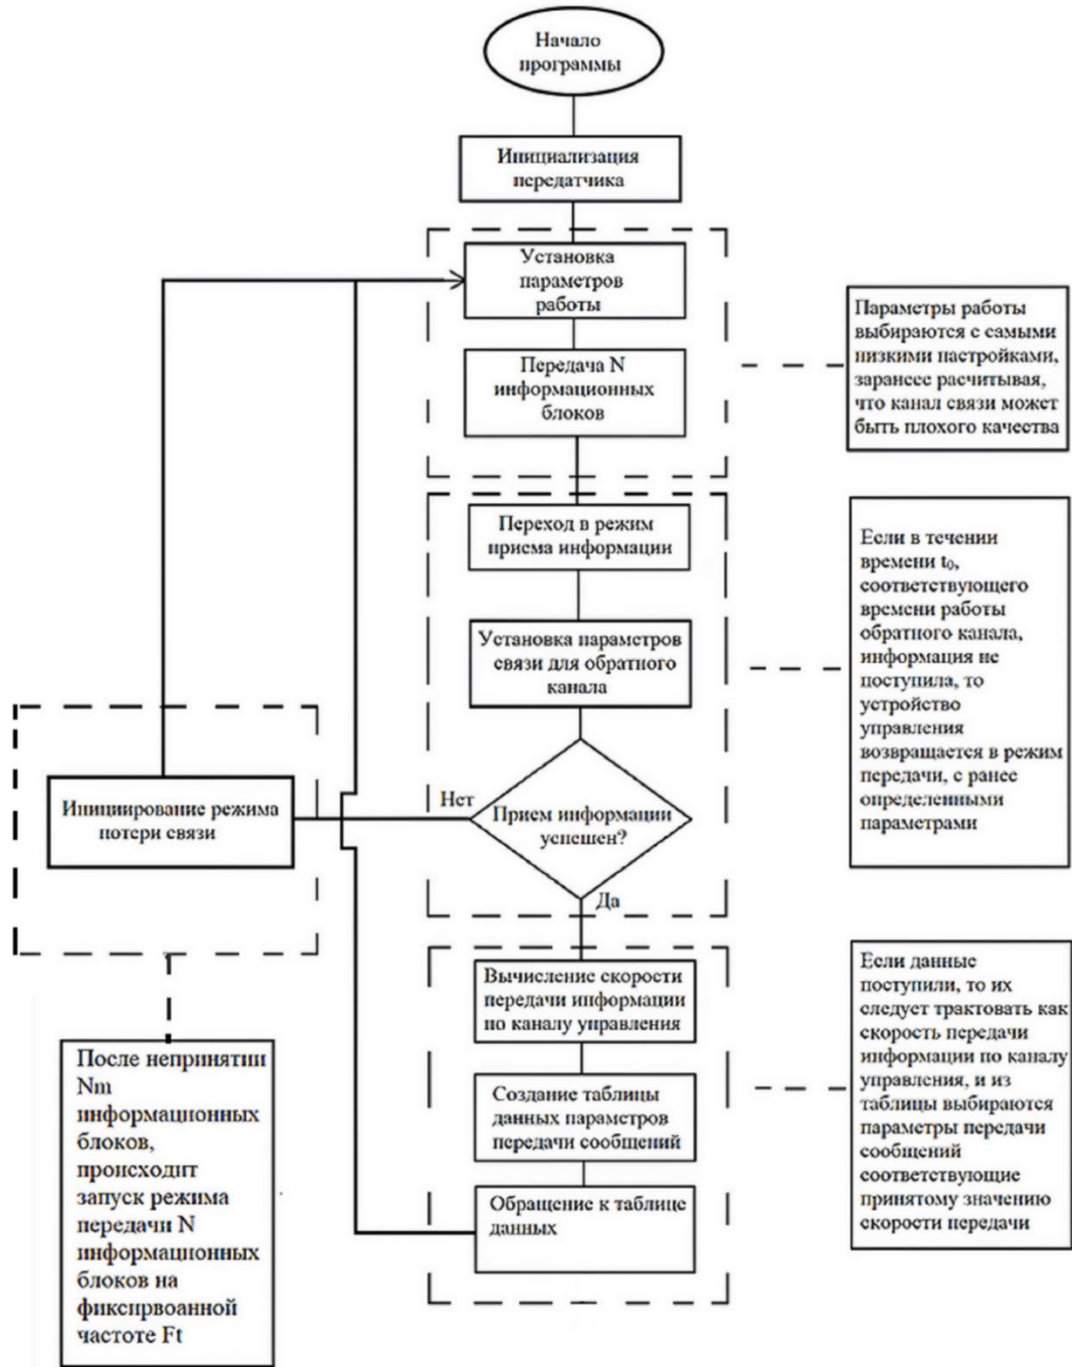 Начало
программы
Инициализация
передатчика
Установка
параметров
работы
Передача N
информационных
блоков
Параметры работы
выбираются с самыми
низкими настройками,
заранее расчитывая,
что канал связи может
быть плохого качества
Переход в режим
приема информации
Установка параметров
связи для обратного
канала
Если в течении
времени t₀,
соответствующего
времени работы
обратного канала,
информация не
поступила, то
устройство
управления
возвращается в режим
передачи, с ранее
определенными
параметрами
Инициирование режима
потери связи
Нет
Прием информации
успешен?
Да
Вычисление скорости
передачи информации
по каналу управления
Создание таблицы
данных параметров
передачи сообщений
Обращение к таблице
данных
Если данные
поступили, то их
следует трактовать как
скорость передачи
информации по каналу
управления, и из
таблицы выбираются
параметры передачи
сообщений
соответствующие
принятому значению
скорости передачи
После непринятии
Nm
информационных
блоков,
происходит
запуск режима
передачи N
информационных
блоков на
фиксирвоанной
частоте Ft